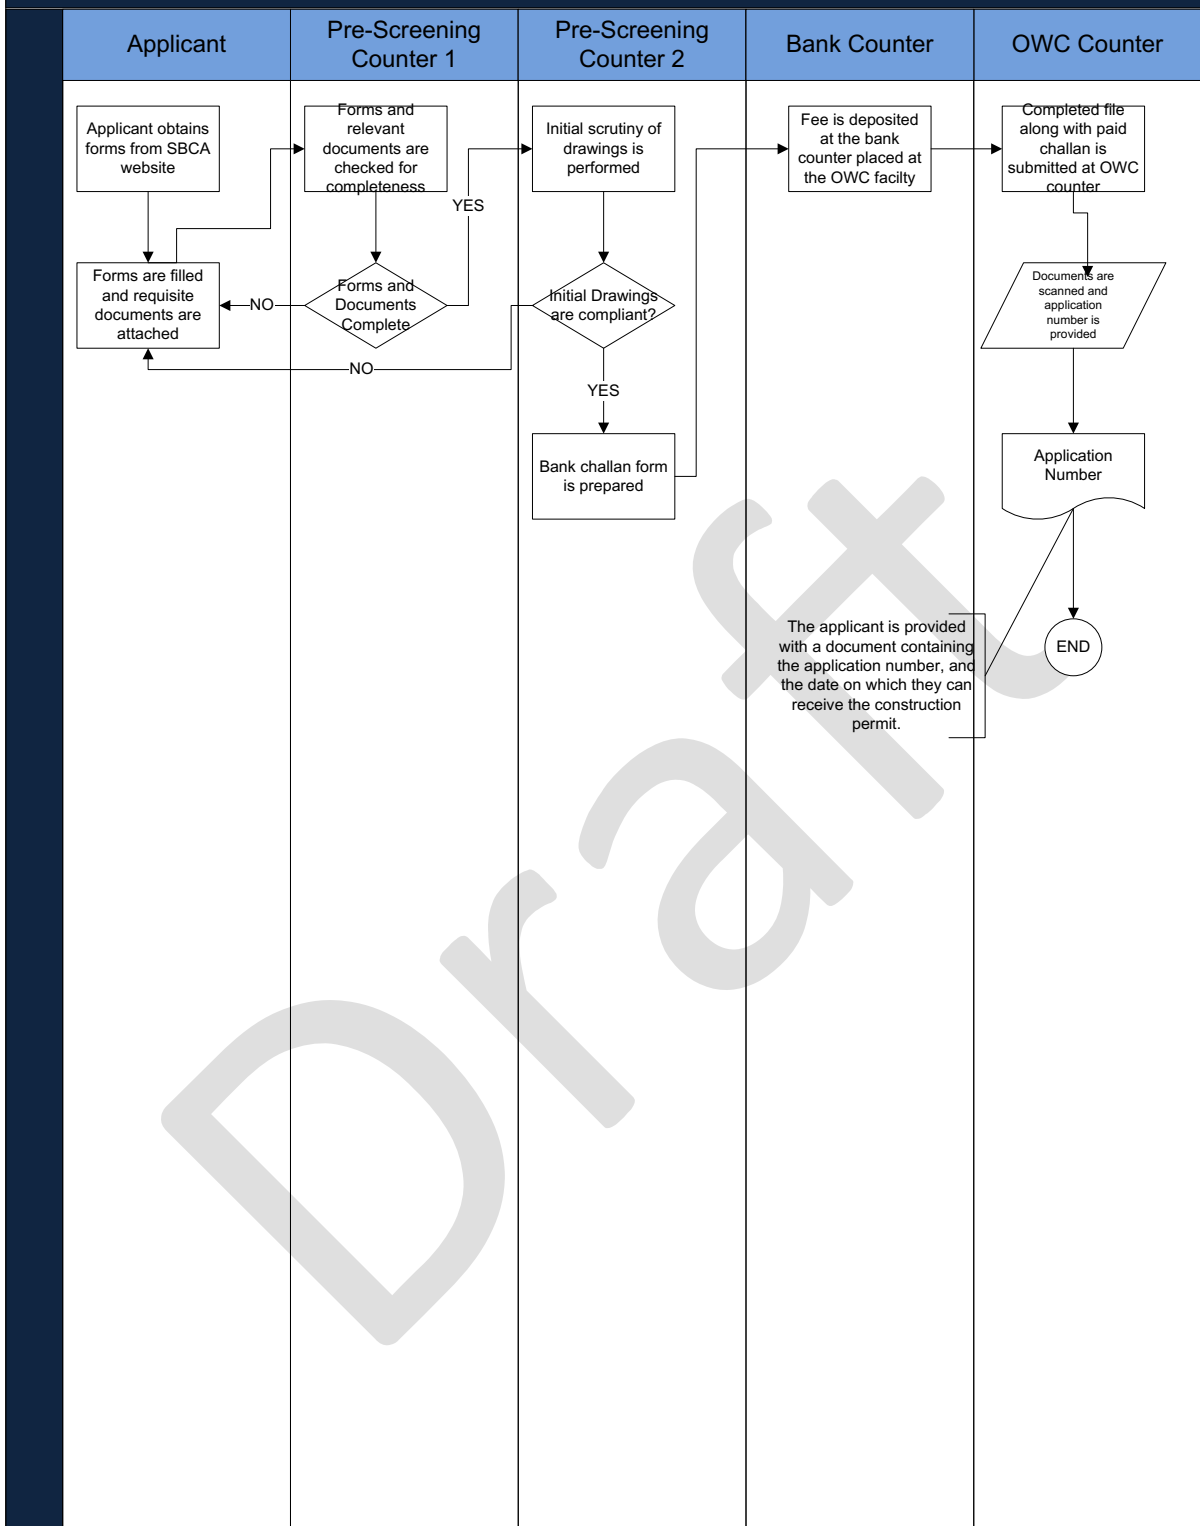 Applicant
Pre-Screening
Counter 1
Pre-Screening
Counter 2
Bank Counter
OWC Counter
Applicant obtains
forms from SBCA
website
Forms and
relevant
documents are
checked for
completeness
Initial scrutiny of
drawings is
performed
Fee is deposited
at the bank
counter placed at
the OWC facilty
Completed file
along with paid
challan is
submitted at OWC
counter
YES
Forms are filled
and requisite
documents are
attached
NO
Forms and
Documents
Complete
Initial Drawings
are compliant?
Documents are
scanned and
application
number is
provided
NO
YES
Bank challan form
is prepared
Application
Number
The applicant is provided
with a document containing
the application number, and
the date on which they can
receive the construction
permit.
END
Draft